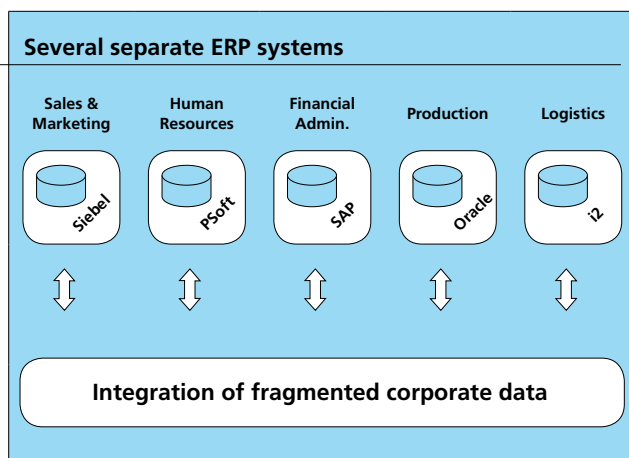 Several separate ERP systems
Sales &
Marketing
Human
Resources
Financial
Admin.
Production
Logistics
Siebel
PSoft
SAP
Oracle
i2
Integration of fragmented corporate data